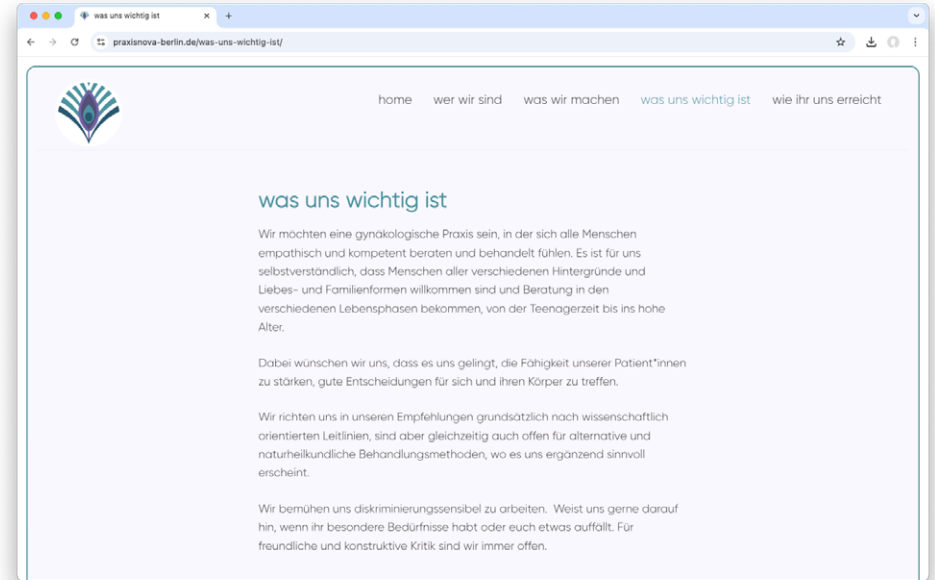 was uns wichtig ist
praxisnova-berlin.de/was-uns-wichtig-ist/
home wer wir sind was wir machen was uns wichtig ist wie ihr uns erreicht
was uns wichtig ist
Wir möchten eine gynäkologische Praxis sein, in der sich alle Menschen
empathisch und kompetent beraten und behandelt fühlen. Es ist für uns
selbstverständlich, dass Menschen aller verschiedenen Hintergründe und
Liebes- und Familienformen willkommen sind und Beratung in den
verschiedenen Lebensphasen bekommen, von der Teenagerzeit bis ins hohe
Alter.
Dabei wünschen wir uns, dass es uns gelingt, die Fähigkeit unserer Patient*innen
zu stärken, gute Entscheidungen für sich und ihren Körper zu treffen.
Wir richten uns in unseren Empfehlungen grundsätzlich nach wissenschaftlich
orientierten Leitlinien, sind aber gleichzeitig auch offen für alternative und
naturheilkundliche Behandlungsmethoden, wo es uns ergänzend sinnvoll
erscheint.
Wir bemühen uns diskriminierungssensibel zu arbeiten. Weist uns gerne darauf
hin, wenn ihr besondere Bedürfnisse habt oder euch etwas auffällt. Für
freundliche und konstruktive Kritik sind wir immer offen.